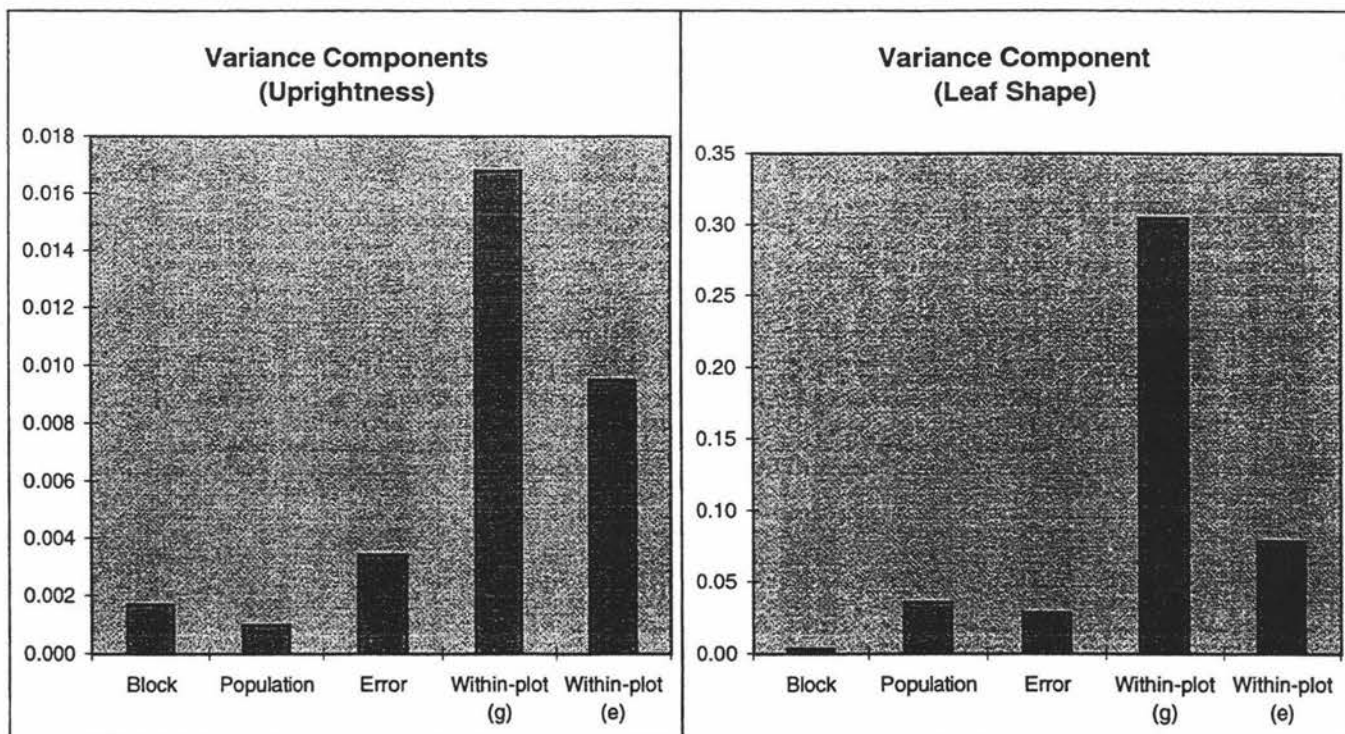 Variance Components
(Uprightness)
0.018
0.016
0.014
0.012
0.010
0.008
0.006
0.004
0.002
0.000
Block Population Error Within-plot Within-plot
(g) (e)
Variance Component
(Leaf Shape)
0.35
0.30
0.25
0.20
0.15
0.10
0.05
0.00
Block Population Error Within-plot Within-plot
(g) (e)